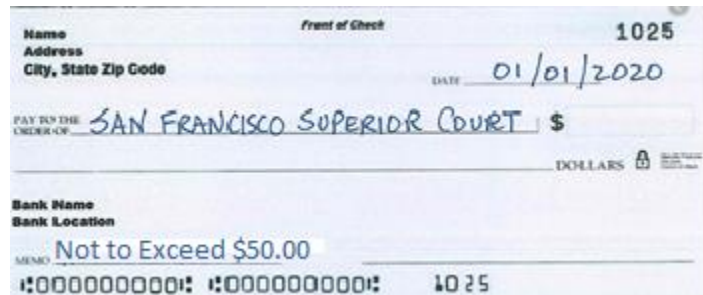 Front of Check
Name 1025
Address
City, State Zip Code
DATE 01/01/2020
PAY TO THE
ORDER OF SAN FRANCISCO SUPERIOR COURT $
DOLLARS
Bank Name
Bank Location
MEMO Not to Exceed $50.00
⑆000000000⑆ ⑆0000000000⑆ 1025